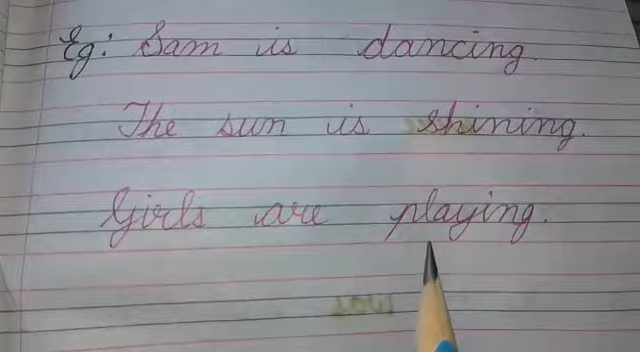 Eg: Sam is dancing.
The sun is shining.
Girls are playing.